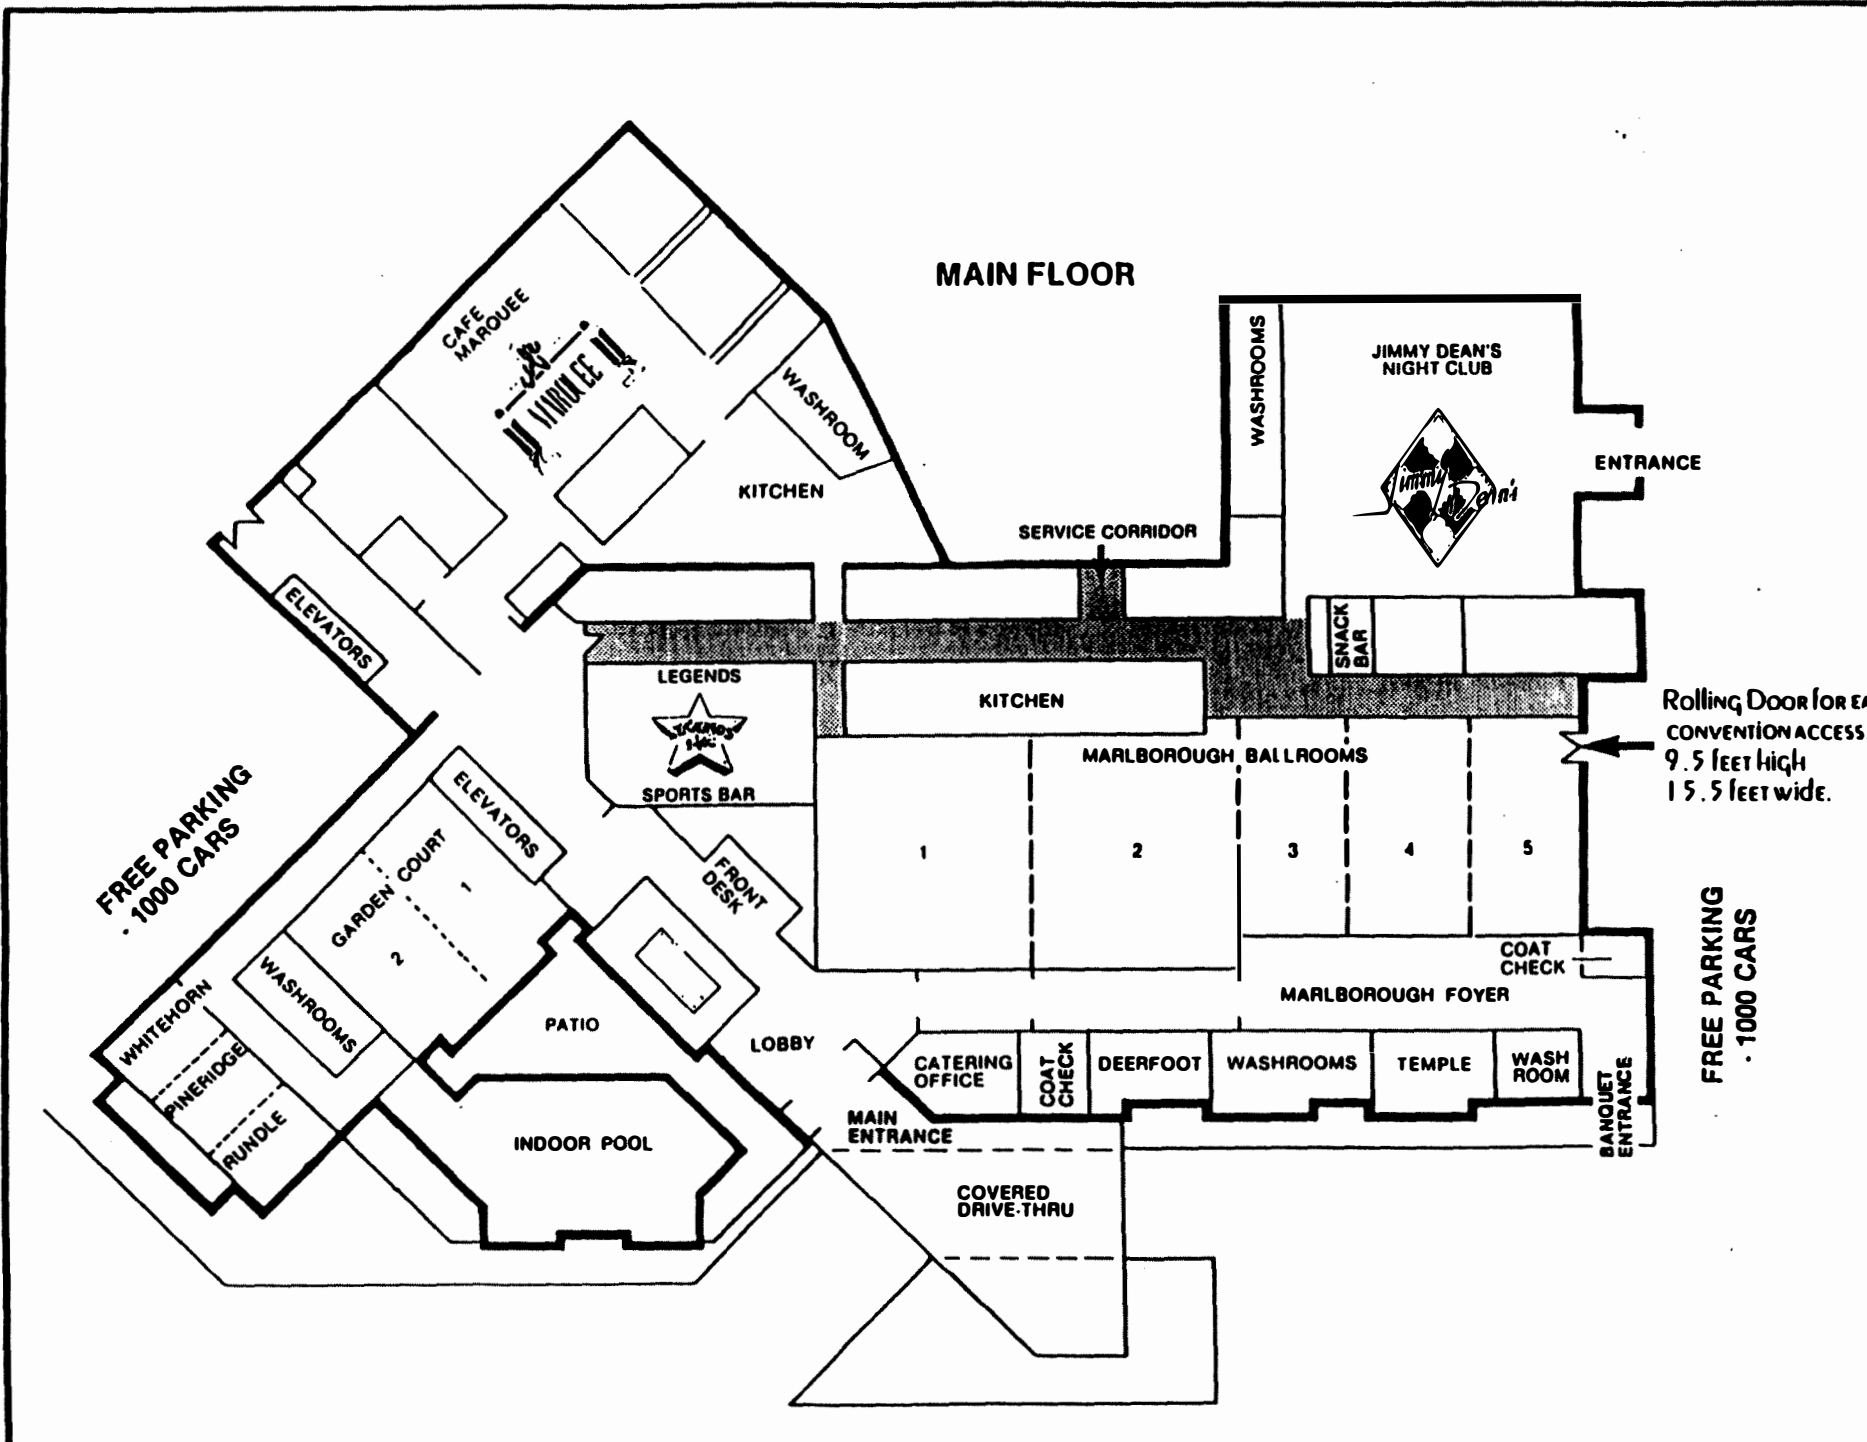 MAIN FLOOR
CAFE
MARQUEE
WASHROOM
KITCHEN
WASHROOMS
JIMMY DEAN'S
NIGHT CLUB
ENTRANCE
SERVICE CORRIDOR
ELEVATORS
SNACK
BAR
LEGENDS
SPORTS BAR
KITCHEN
MARLBOROUGH BALLROOMS
Rolling Door for EA
CONVENTION ACCESS
9.5 feet high
15.5 feet wide.
FREE PARKING
- 1000 CARS
ELEVATORS
FRONT
DESK
1
2
3
4
5
GARDEN COURT
1
2
WASHROOMS
WHITEHORN
PINERIDGE
RUNDLE
PATIO
INDOOR POOL
LOBBY
COAT
CHECK
MARLBOROUGH FOYER
FREE PARKING
- 1000 CARS
CATERING
OFFICE
COAT
CHECK
DEERFOOT
WASHROOMS
TEMPLE
WASH
ROOM
BANQUET
ENTRANCE
MAIN
ENTRANCE
COVERED
DRIVE-THRU